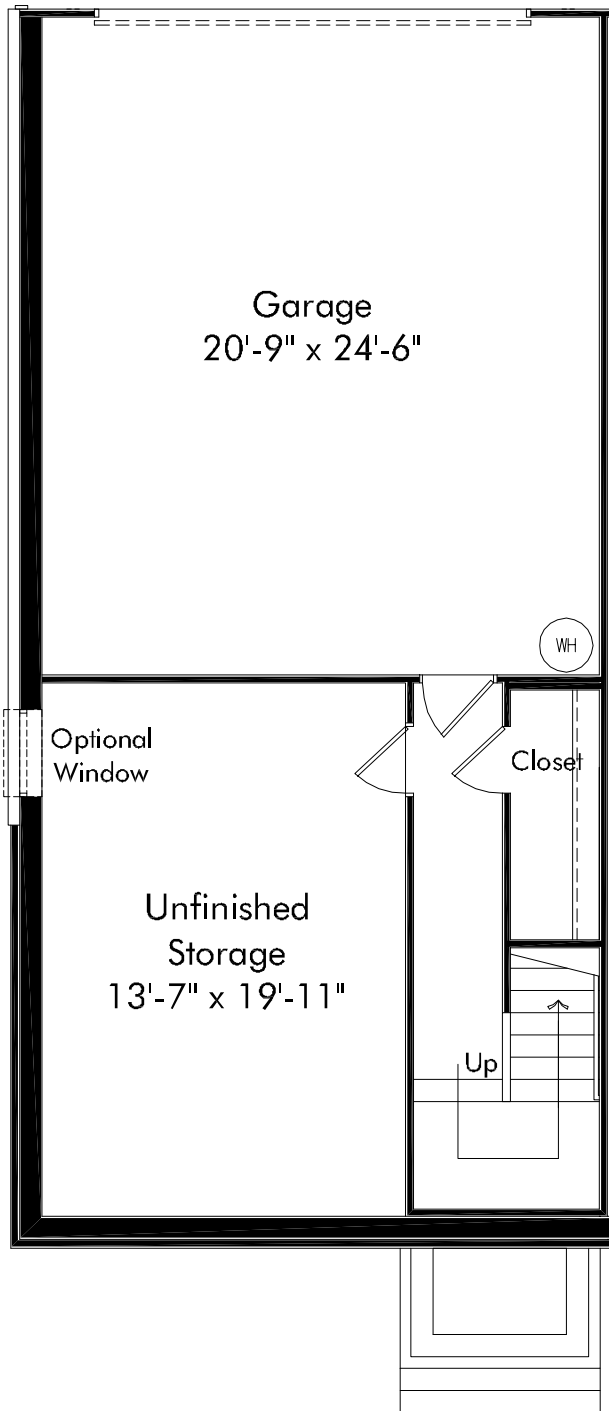 Garage
20'-9" x 24'-6"
WH
Optional
Window
Closet
Unfinished
Storage
13'-7" x 19'-11"
Up